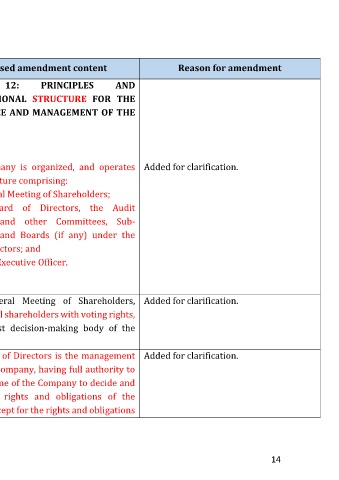 sed amendment content Reason for amendment
12: PRINCIPLES AND
IONAL STRUCTURE FOR THE
E AND MANAGEMENT OF THE
any is organized, and operates Added for clarification.
ture comprising:
al Meeting of Shareholders;
ard of Directors, the Audit
and other Committees, Sub-
and Boards (if any) under the
ctors; and
xecutive Officer.
eral Meeting of Shareholders, Added for clarification.
l shareholders with voting rights,
st decision-making body of the
of Directors is the management Added for clarification.
ompany, having full authority to
me of the Company to decide and
rights and obligations of the
cept for the rights and obligations
14